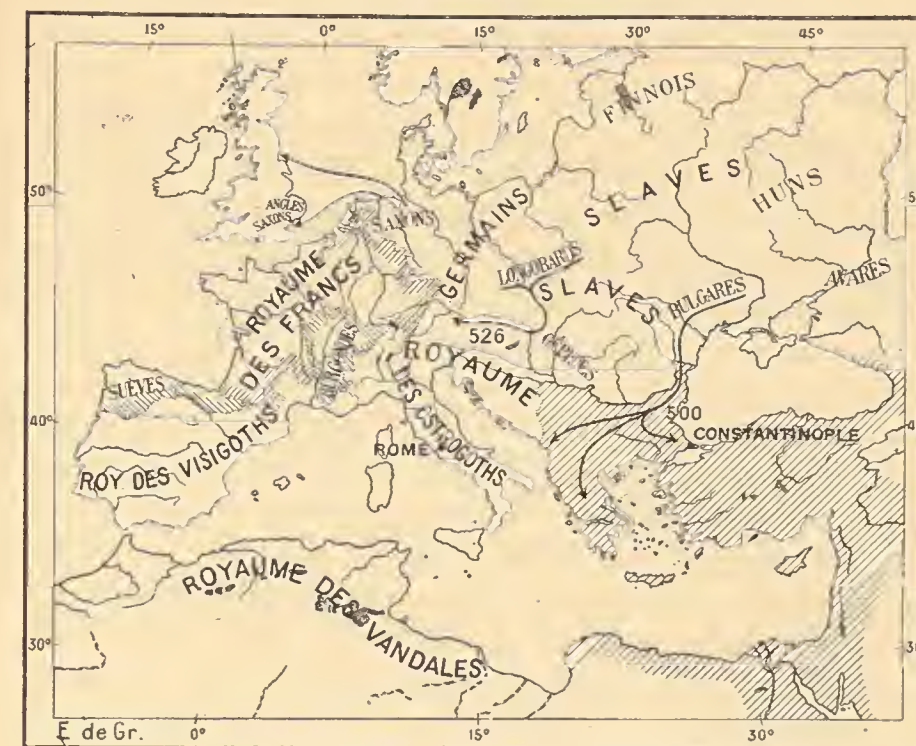 15° 0° 15° 30° 45°
FINNOIS
SLAVES
HUNS
50°
ANGLES
SAXONS
SAXONS
GERMAINS
LONGOBARDS
AVARES
ROYAUME
DES FRANCS
SLAVES
BULGARES
526
SUÈVES
ROYAUME
DES OSTROGOTHS
500
40°
CONSTANTINOPLE
ROME
ROY DES VISIGOTHS
ROYAUME DES VANDALES
30°
E de Gr. 0° 15° 30°